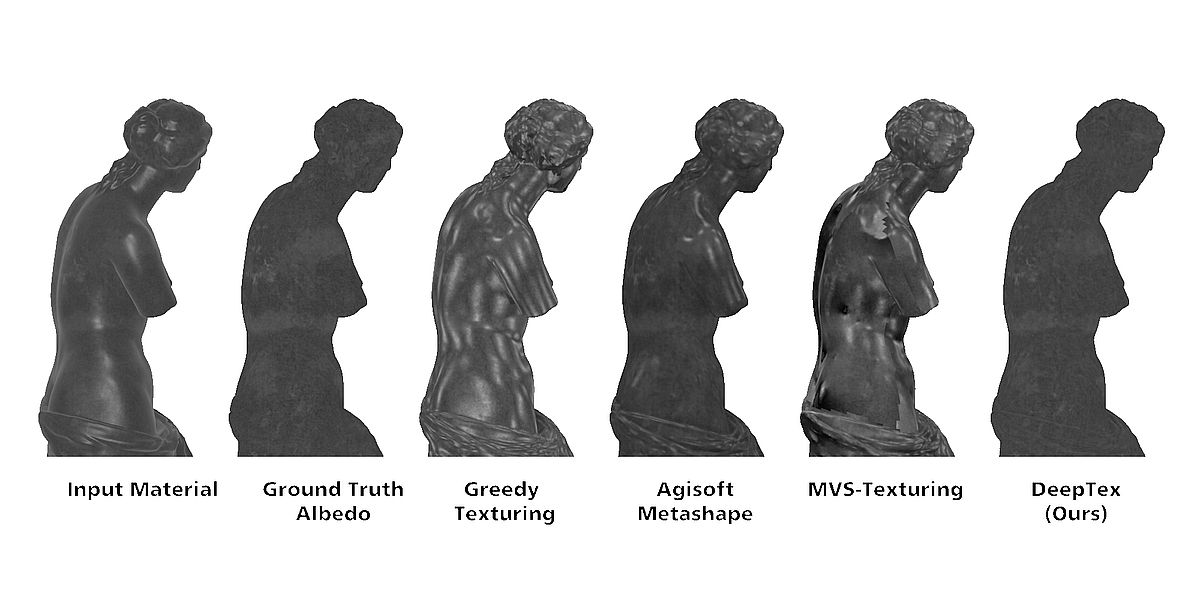 Input Material
Ground Truth
Albedo
Greedy
Texturing
Agisoft
Metashape
MVS-Texturing
DeepTex
(Ours)